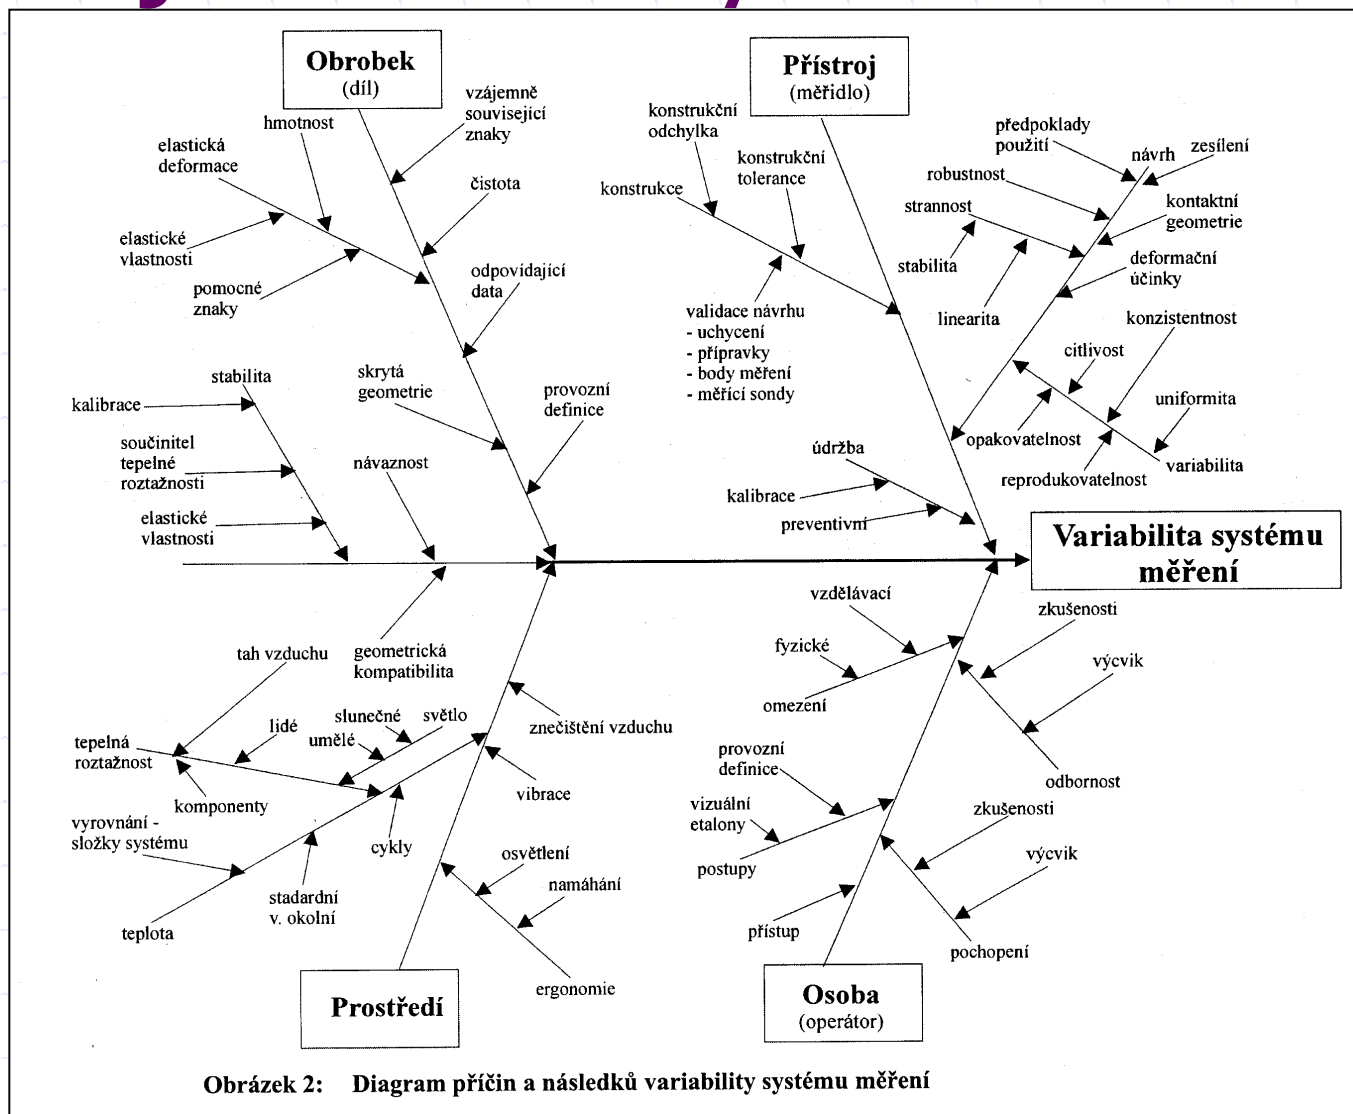 Obrobek
(díl)
Přístroj
(měřidlo)
vzájemně
související
znaky
hmotnost
elastická
deformace
čistota
elastické
vlastnosti
pomocné
znaky
odpovídající
data
konstrukční
odchylka
konstrukční
tolerance
konstrukce
předpoklady
použití
návrh
zesílení
robustnost
strannost
kontaktní
geometrie
stabilita
deformační
účinky
linearita
validace návrhu
- uchycení
- přípravky
- body měření
- měřící sondy
konzistentnost
citlivost
uniformita
opakovatelnost
reprodukovatelnost
variabilita
stabilita
kalibrace
skrytá
geometrie
provozní
definice
součinitel
tepelné
roztažnosti
návaznost
elastické
vlastnosti
údržba
kalibrace
preventivní
Variabilita systému
měření
tah vzduchu
geometrická
kompatibilita
vzdělávací
zkušenosti
fyzické
výcvik
omezení
slunečné
světlo
lidé
umělé
znečištění vzduchu
tepelná
roztažnost
komponenty
vibrace
odbornost
provozní
definice
vizuální
etalony
zkušenosti
vyrovnání -
složky systému
cykly
osvětlení
výcvik
postupy
namáhání
stadardní
v. okolní
teplota
přístup
pochopení
ergonomie
Prostředí
Osoba
(operátor)
Obrázek 2: Diagram příčin a následků variability systému měření